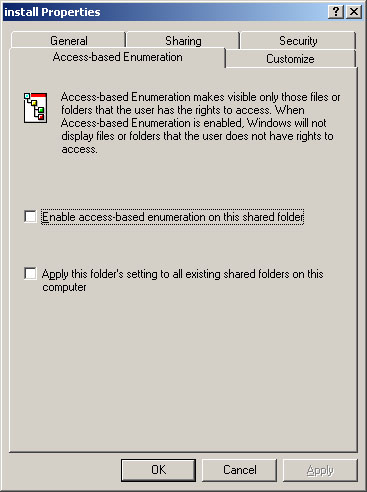 install Properties
General Sharing Security
Access-based Enumeration Customize
Access-based Enumeration makes visible only those files or
folders that the user has the rights to access. When
Access-based Enumeration is enabled, Windows will not
display files or folders that the user does not have rights to
access.
Enable access-based enumeration on this shared folder
Apply this folder's setting to all existing shared folders on this
computer
OK Cancel Apply